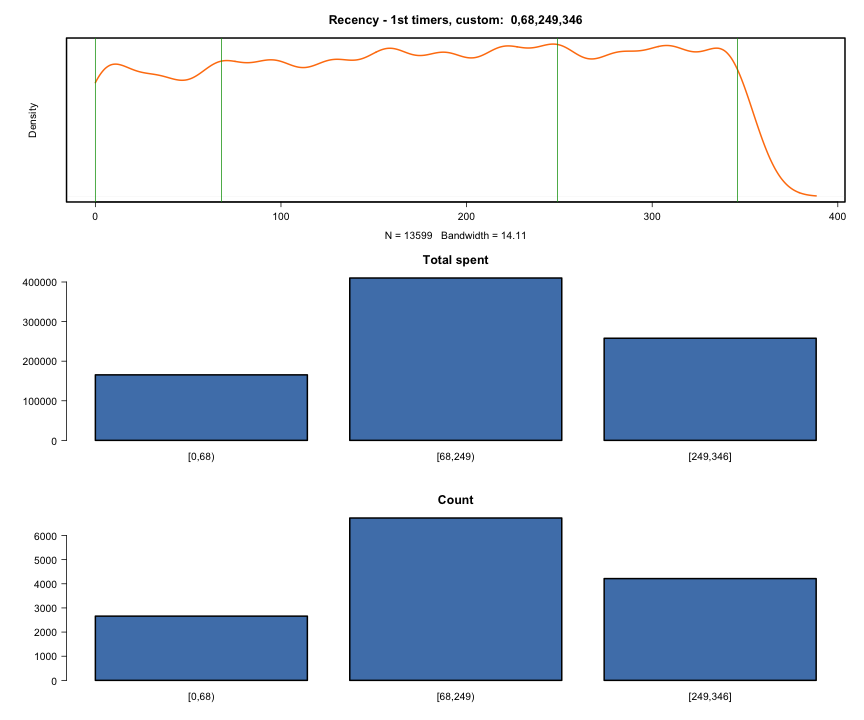 Recency - 1st timers, custom:  0,68,249,346
Density
0 100 200 300 400
N = 13599   Bandwidth = 14.11
Total spent
400000
300000
200000
100000
0
[0,68) [68,249) [249,346]
Count
6000
5000
4000
3000
2000
1000
0
[0,68) [68,249) [249,346]